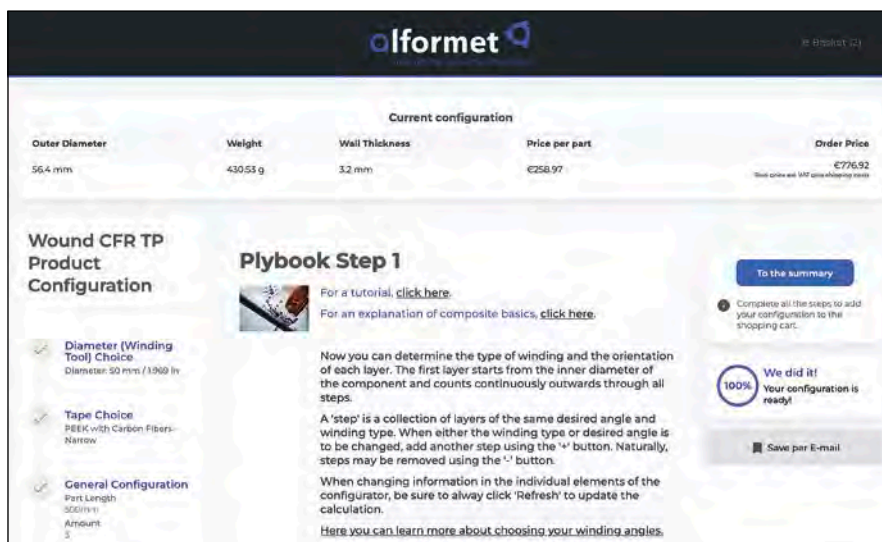 alformet
Basket (2)
Current configuration
Outer Diameter
Weight
Wall Thickness
Price per part
Order Price
56.4 mm
430.53 g
3.2 mm
€258.97
€776.92
Wound CFR TP
Product
Configuration
Diameter (Winding
Tool) Choice
Diameter: 50 mm / 1.969 in
Tape Choice
PEEK with Carbon Fibers-
Narrow
General Configuration
Part Length
500mm
Amount
3
Plybook Step 1
For a tutorial, click here.
For an explanation of composite basics, click here.
Now you can determine the type of winding and the orientation
of each layer. The first layer starts from the inner diameter of
the component and counts continuously outwards through all
steps.
A 'step' is a collection of layers of the same desired angle and
winding type. When either the winding type or desired angle is
to be changed, add another step using the '+' button. Naturally,
steps may be removed using the '-' button.
When changing information in the individual elements of the
configurator, be sure to alway click 'Refresh' to update the
calculation.
Here you can learn more about choosing your winding angles.
To the summary
Complete all the steps to add
your configuration to the
shopping cart.
100%
We did it!
Your configuration is
ready!
Save per E-mail